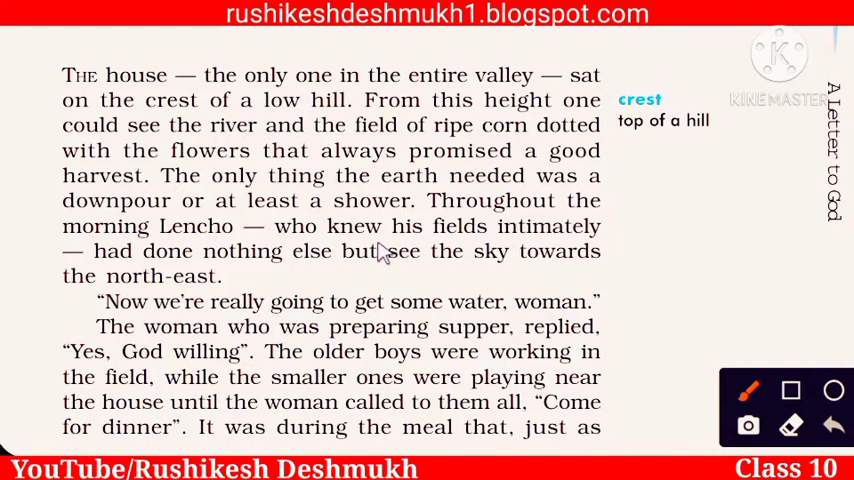 rushikeshdeshmukh1.blogspot.com
THE house — the only one in the entire valley — sat
on the crest of a low hill. From this height one
could see the river and the field of ripe corn dotted
with the flowers that always promised a good
harvest. The only thing the earth needed was a
downpour or at least a shower. Throughout the
morning Lencho — who knew his fields intimately
— had done nothing else but see the sky towards
the north-east.
“Now we’re really going to get some water, woman.”
The woman who was preparing supper, replied,
“Yes, God willing”. The older boys were working in
the field, while the smaller ones were playing near
the house until the woman called to them all, “Come
for dinner”. It was during the meal that, just as
crest
top of a hill
K
KINEMASTER
A Letter to God
YouTube/Rushikesh Deshmukh
Class 10